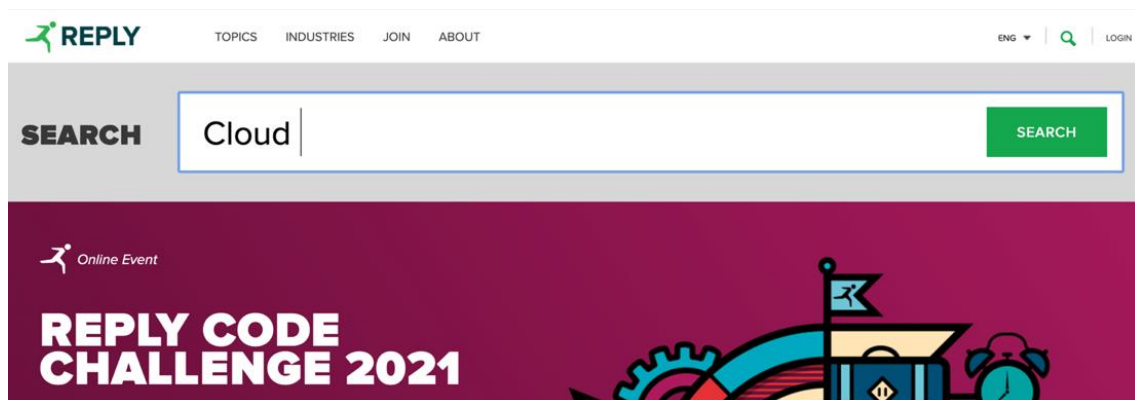 REPLY TOPICS INDUSTRIES JOIN ABOUT ENG LOGIN
SEARCH Cloud SEARCH
Online Event
REPLY CODE
CHALLENGE 2021